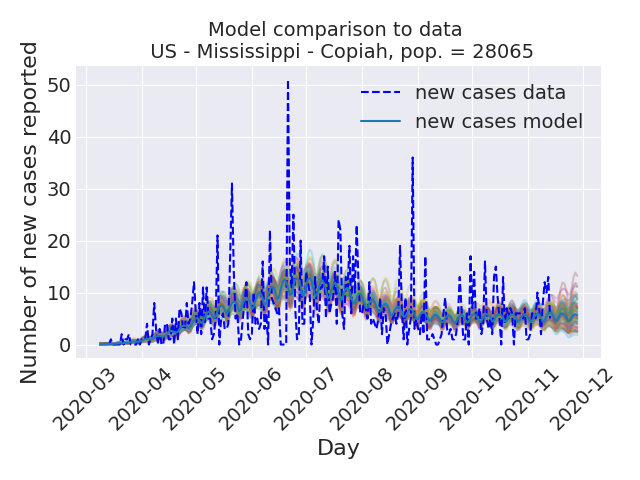 Model comparison to data
US - Mississippi - Copiah, pop. = 28065
new cases data
new cases model
Number of new cases reported
50
40
30
20
10
0
2020-03
2020-04
2020-05
2020-06
2020-07
2020-08
2020-09
2020-10
2020-11
2020-12
Day